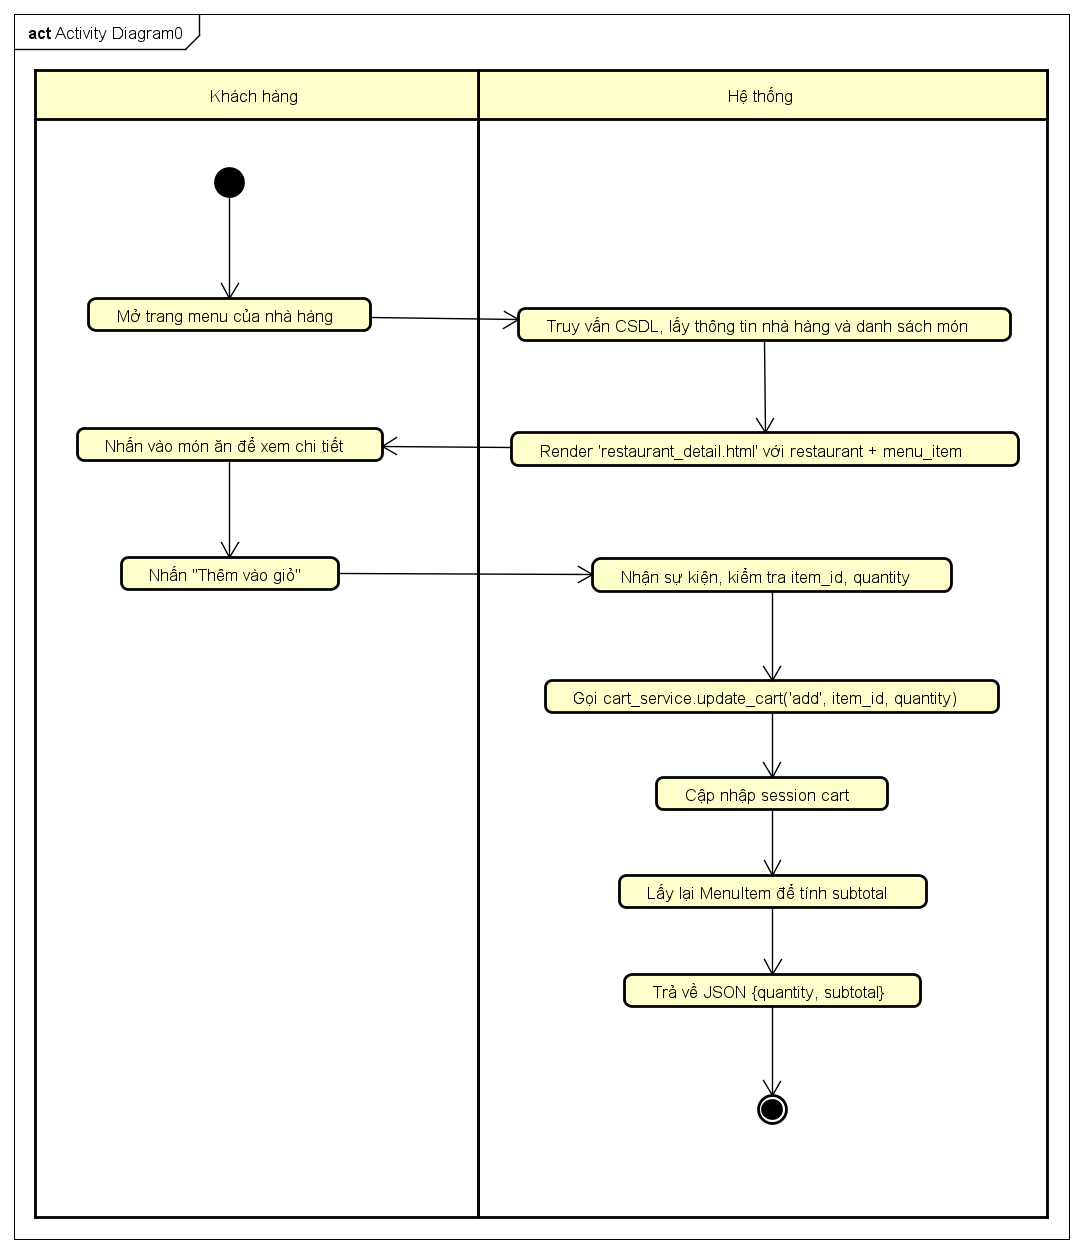 act Activity Diagram0
Khách hàng
Hệ thống
Mở trang menu của nhà hàng
Truy vấn CSDL, lấy thông tin nhà hàng và danh sách món
Nhấn vào món ăn để xem chi tiết
Render 'restaurant_detail.html' với restaurant + menu_item
Nhấn "Thêm vào giỏ"
Nhận sự kiện, kiểm tra item_id, quantity
Gọi cart_service.update_cart('add', item_id, quantity)
Cập nhập session cart
Lấy lại MenuItem để tính subtotal
Trả về JSON {quantity, subtotal}